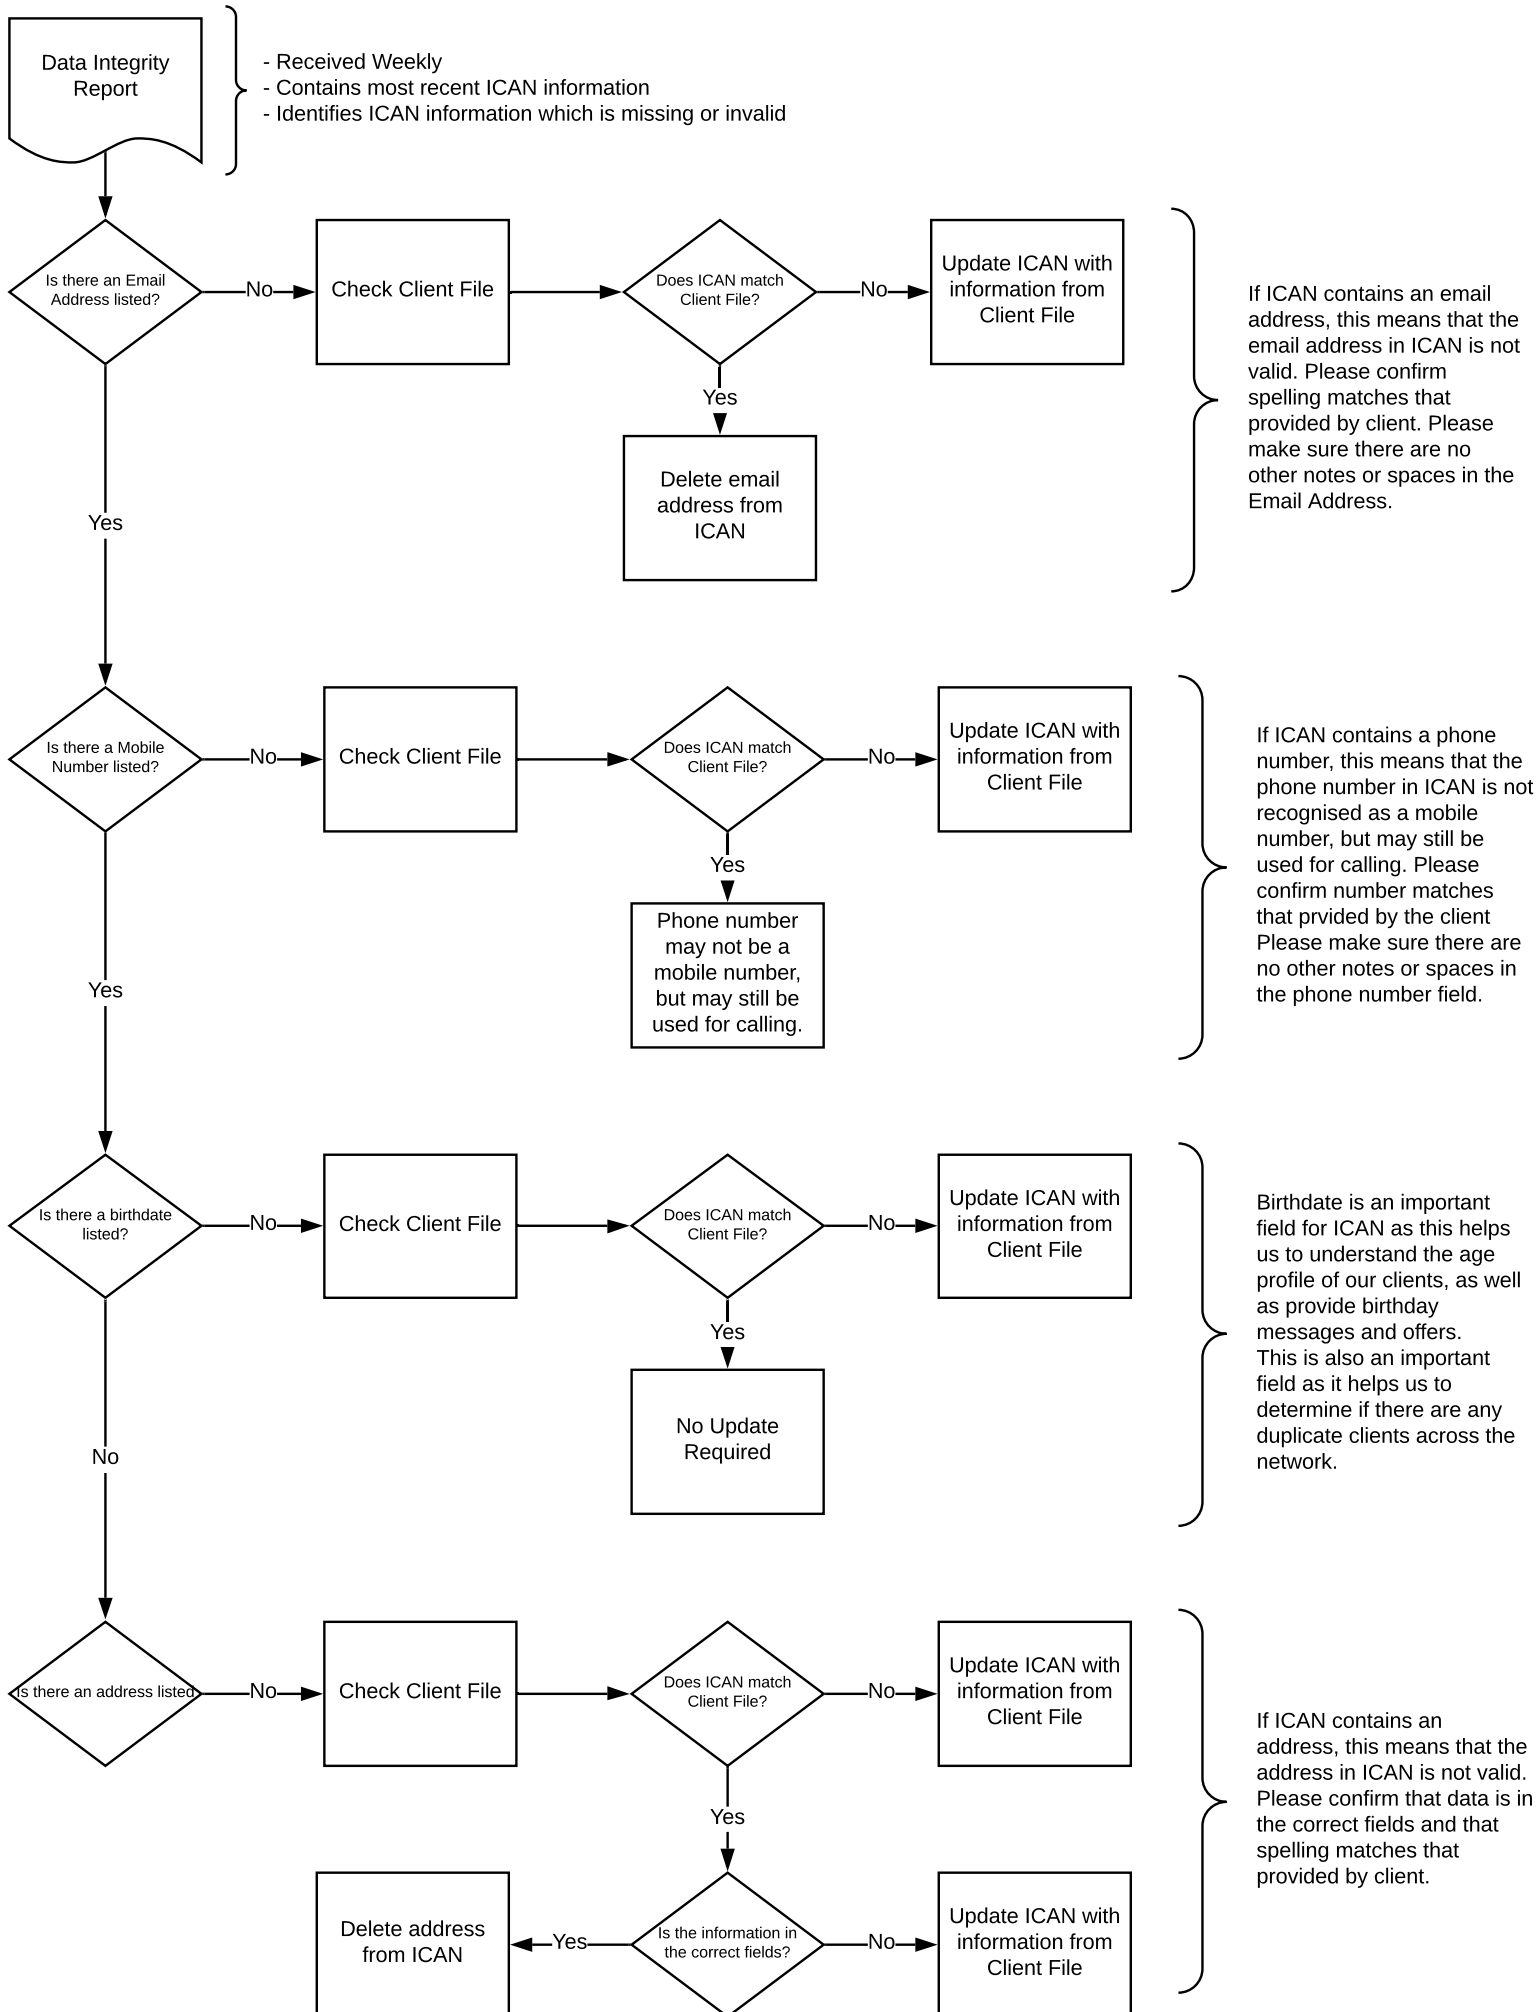 Data Integrity
Report
- Received Weekly
- Contains most recent ICAN information
- Identifies ICAN information which is missing or invalid
Is there an Email
Address listed?
No
Check Client File
Does ICAN match
Client File?
No
Update ICAN with
information from
Client File
Yes
Delete email
address from
ICAN
If ICAN contains an email
address, this means that the
email address in ICAN is not
valid. Please confirm
spelling matches that
provided by client. Please
make sure there are no
other notes or spaces in the
Email Address.
Yes
Is there a Mobile
Number listed?
No
Check Client File
Does ICAN match
Client File?
No
Update ICAN with
information from
Client File
Yes
Phone number
may not be a
mobile number,
but may still be
used for calling.
If ICAN contains a phone
number, this means that the
phone number in ICAN is not
recognised as a mobile
number, but may still be
used for calling. Please
confirm number matches
that prvided by the client
Please make sure there are
no other notes or spaces in
the phone number field.
Yes
Is there a birthdate
listed?
No
Check Client File
Does ICAN match
Client File?
No
Update ICAN with
information from
Client File
Yes
No Update
Required
Birthdate is an important
field for ICAN as this helps
us to understand the age
profile of our clients, as well
as provide birthday
messages and offers.
This is also an important
field as it helps us to
determine if there are any
duplicate clients across the
network.
No
Is there an address listed
No
Check Client File
Does ICAN match
Client File?
No
Update ICAN with
information from
Client File
Yes
Is the information in
the correct fields?
Yes
Delete address
from ICAN
No
Update ICAN with
information from
Client File
If ICAN contains an
address, this means that the
address in ICAN is not valid.
Please confirm that data is in
the correct fields and that
spelling matches that
provided by client.